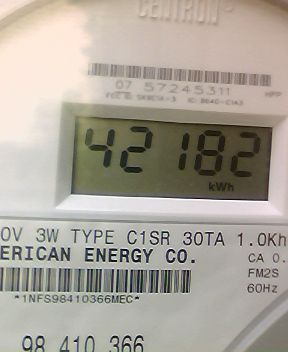 CENTRON®
07 57245311
42182
kWh
0V 3W TYPE C1SR 30TA 1.0Kh
ERICAN ENERGY CO.
CA 0.
FM2S
*1NFS98410366MEC*
60Hz
98 410 366